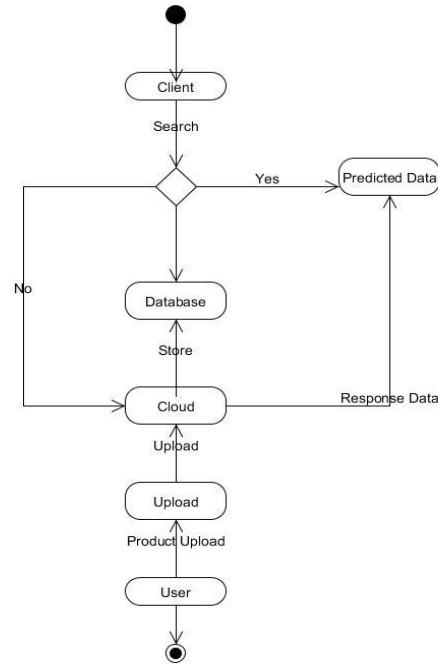 Client
Search
Yes
Predicted Data
No
Database
Store
Cloud
Response Data
Upload
Upload
Product Upload
User